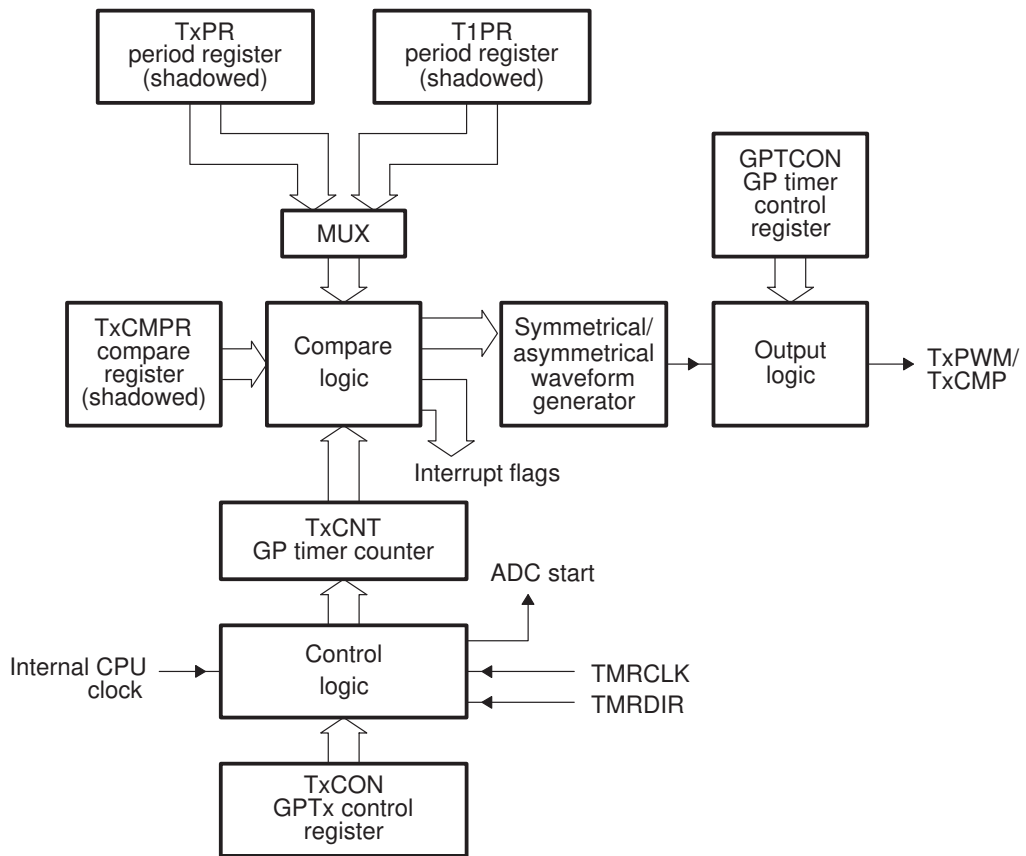 TxPR
period register
(shadowed)
T1PR
period register
(shadowed)
GPTCON
GP timer
control
register
MUX
TxCMPR
compare
register
(shadowed)
Compare
logic
Symmetrical/
asymmetrical
waveform
generator
Output
logic
TxPWM/
TxCMP
Interrupt flags
TxCNT
GP timer counter
ADC start
Internal CPU
clock
Control
logic
TMRCLK
TMRDIR
TxCON
GPTx control
register